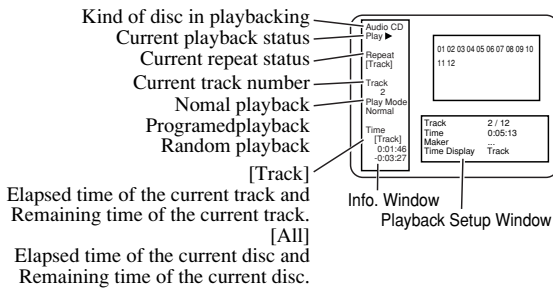 Kind of disc in playbacking
Current playback status
Current repeat status
Current track number
Nomal playback
Programedplayback
Random playback
[Track]
Elapsed time of the current track and
Remaining time of the current track.
[All]
Elapsed time of the current disc and
Remaining time of the current disc.
Audio CD
Play ▶
Repeat
[Track]
Track
2
Play Mode
Normal
Time
[Track]
0:01:46
-0:03:27
01 02 03 04 05 06 07 08 09 10
11 12
Track 2 / 12
Time 0:05:13
Maker ...
Time Display Track
Info. Window
Playback Setup Window